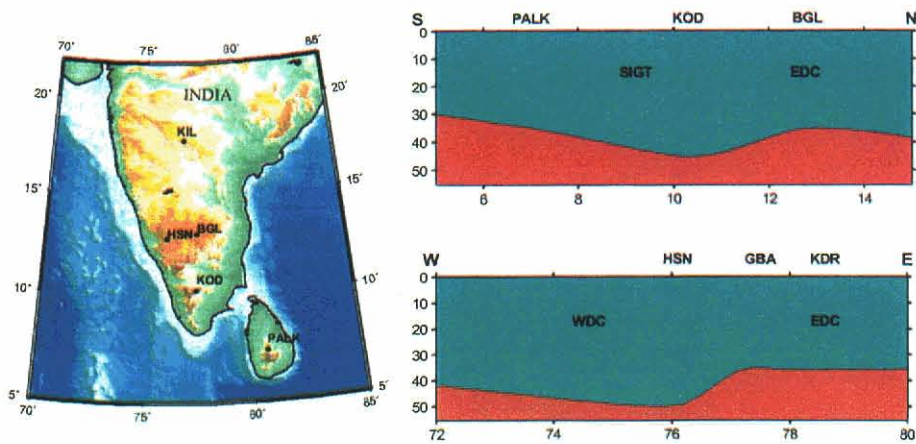 70° 75° 80° 85°
20° 20°
INDIA
KIL
15° 15°
HSN BGL
10° KOD 10°
PALK
5° 5°
70° 75° 80° 85°
S PALK KOD BGL N
0
10
SIGT EDC
20
30
40
50
6 8 10 12 14
W HSN GBA KDR E
0
10
WDC EDC
20
30
40
50
72 74 76 78 80